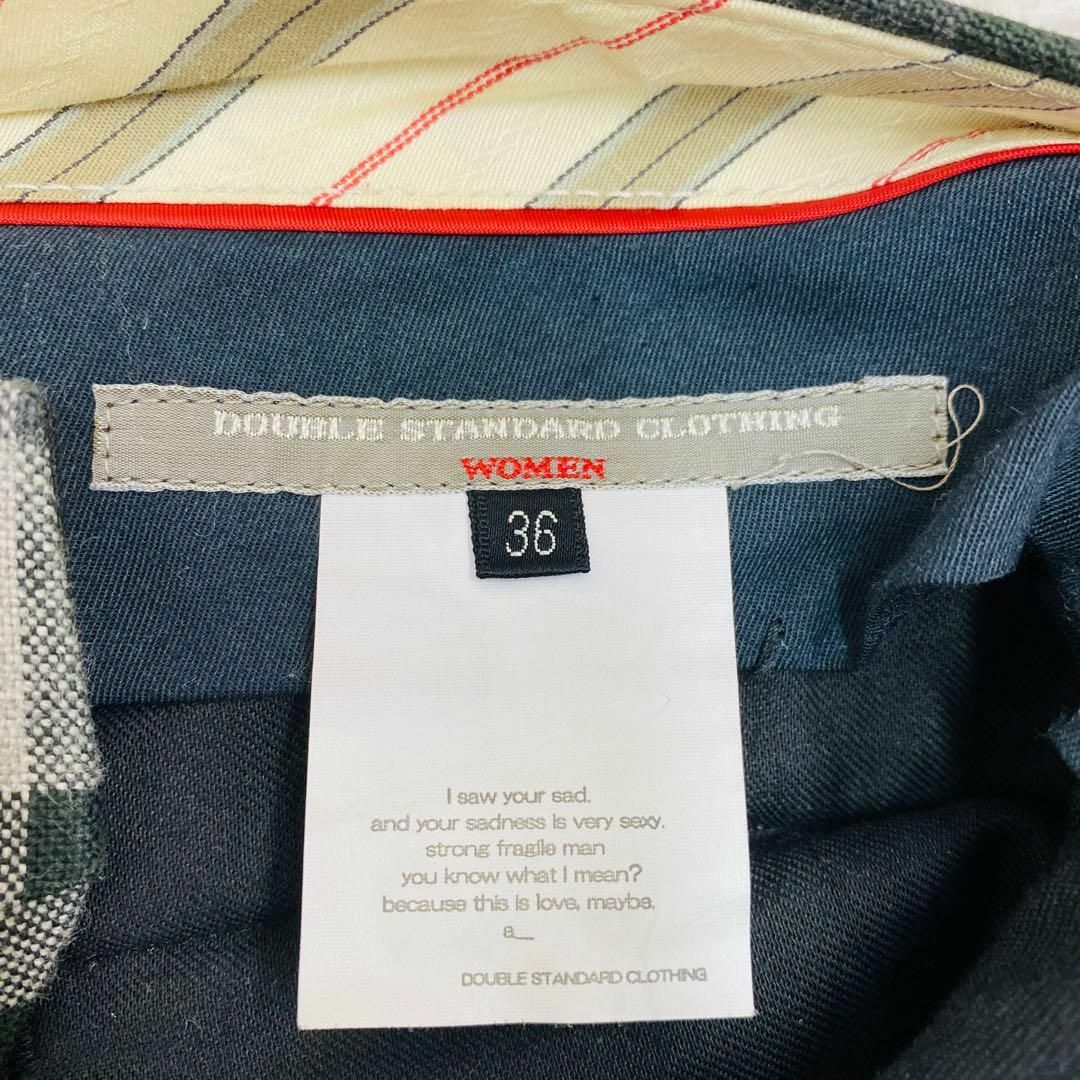 DOUBLE STANDARD CLOTHING
WOMEN
36
I saw your sad.
and your sadness is very sexy.
strong fragile man
you know what I mean?
because this is love, maybe.
a__
DOUBLE STANDARD CLOTHING